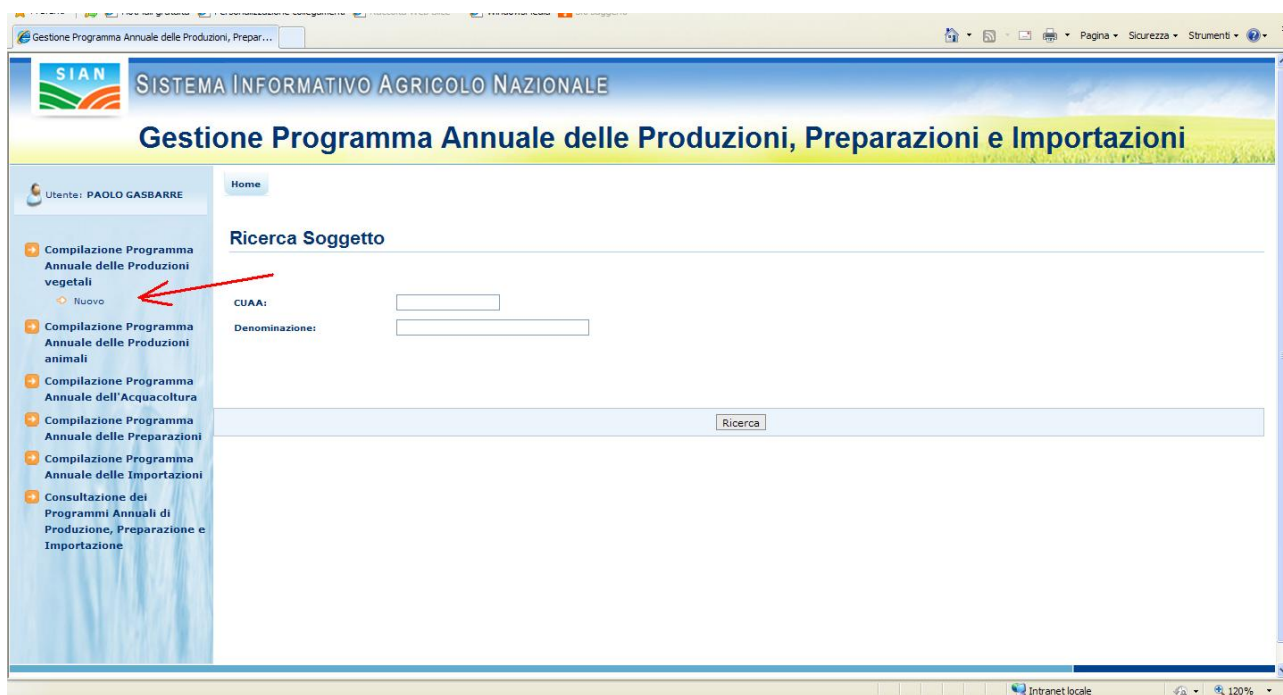 Gestione Programma Annuale delle Produzioni, Prepar...
Pagina
Sicurezza
Strumenti
SIAN
SISTEMA INFORMATIVO AGRICOLO NAZIONALE
Gestione Programma Annuale delle Produzioni, Preparazioni e Importazioni
Utente: PAOLO GASBARRE
Home
Compilazione Programma
Annuale delle Produzioni
vegetali
Nuovo
Compilazione Programma
Annuale delle Produzioni
animali
Compilazione Programma
Annuale dell'Acquacoltura
Compilazione Programma
Annuale delle Preparazioni
Compilazione Programma
Annuale delle Importazioni
Consultazione dei
Programmi Annuali di
Produzione, Preparazione e
Importazione
Ricerca Soggetto
CUAA:
Denominazione:
Ricerca
Intranet locale
120%